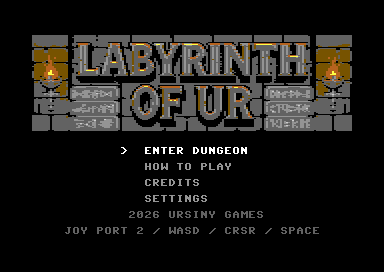 LABYRINTH
OF UR
> ENTER DUNGEON
HOW TO PLAY
CREDITS
SETTINGS
2026 URSINY GAMES
JOY PORT 2 / WASD / CRSR / SPACE